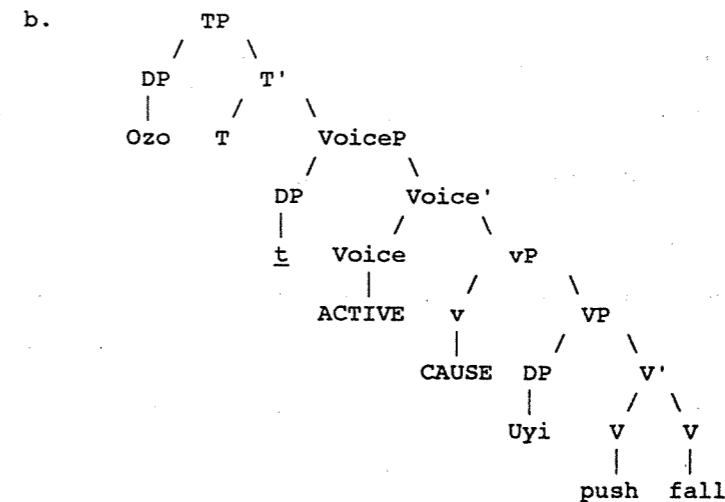 b. TP
DP T'
Ozo T VoiceP
DP Voice'
t Voice vP
ACTIVE v VP
CAUSE DP V'
Uyi V V
push fall